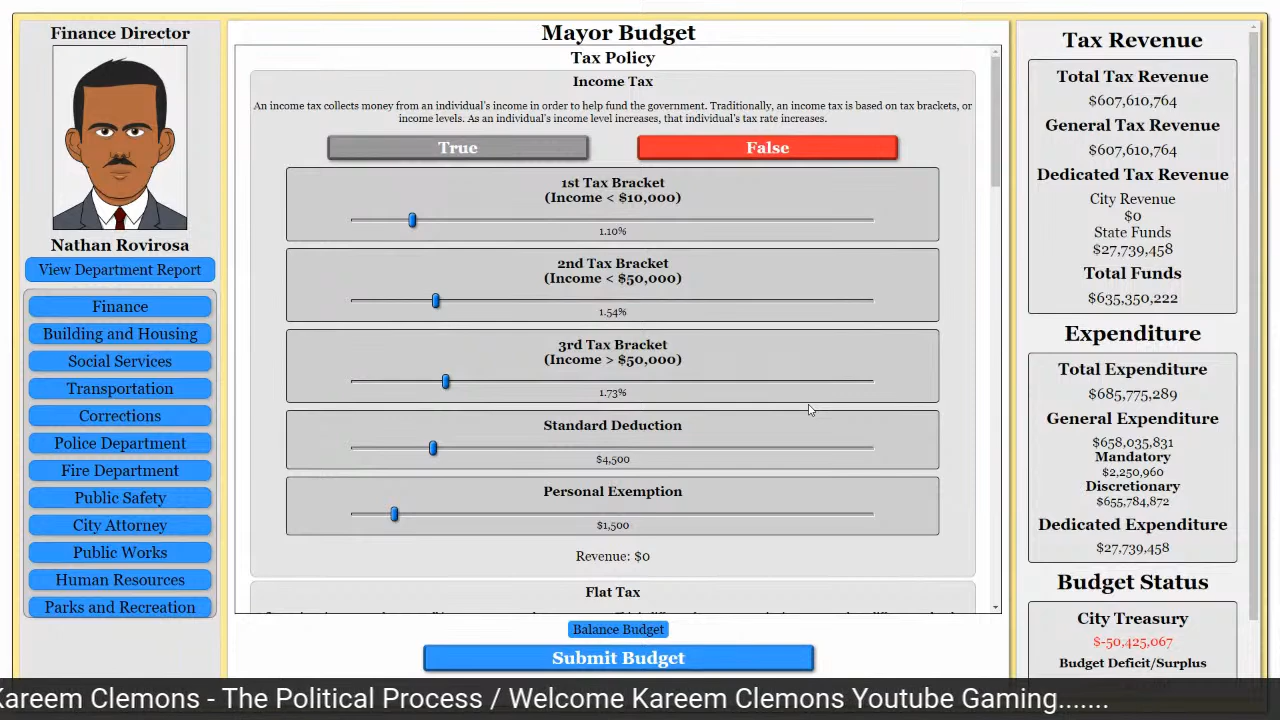 Finance Director
Nathan Rovirosa
View Department Report
Finance
Building and Housing
Social Services
Transportation
Corrections
Police Department
Fire Department
Public Safety
City Attorney
Public Works
Human Resources
Parks and Recreation
Mayor Budget
Tax Policy
Income Tax
An income tax collects money from an individual's income in order to help fund the government. Traditionally, an income tax is based on tax brackets, or
income levels. As an individual's income level increases, that individual's tax rate increases.
True False
1st Tax Bracket
(Income < $10,000)
1.10%
2nd Tax Bracket
(Income < $50,000)
1.54%
3rd Tax Bracket
(Income > $50,000)
1.73%
Standard Deduction
$4,500
Personal Exemption
$1,500
Revenue: $0
Flat Tax
Balance Budget
Submit Budget
Tax Revenue
Total Tax Revenue
$607,610,764
General Tax Revenue
$607,610,764
Dedicated Tax Revenue
City Revenue
$0
State Funds
$27,739,458
Total Funds
$635,350,222
Expenditure
Total Expenditure
$685,775,289
General Expenditure
$658,035,831
Mandatory
$2,250,960
Discretionary
$655,784,872
Dedicated Expenditure
$27,739,458
Budget Status
City Treasury
$-50,425,067
Budget Deficit/Surplus
Kareem Clemons - The Political Process / Welcome Kareem Clemons Youtube Gaming.......